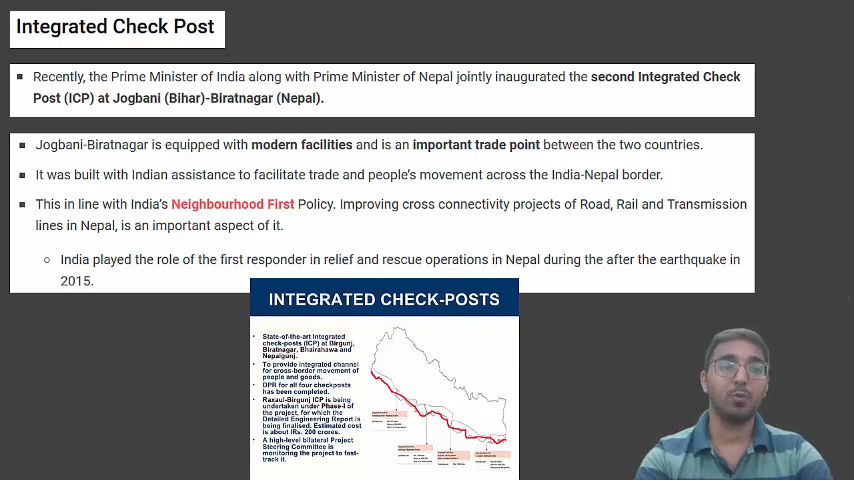 Integrated Check Post
Recently, the Prime Minister of India along with Prime Minister of Nepal jointly inaugurated the second Integrated Check
Post (ICP) at Jogbani (Bihar)-Biratnagar (Nepal).
Jogbani-Biratnagar is equipped with modern facilities and is an important trade point between the two countries.
It was built with Indian assistance to facilitate trade and people's movement across the India-Nepal border.
This in line with India's Neighbourhood First Policy. Improving cross connectivity projects of Road, Rail and Transmission
lines in Nepal, is an important aspect of it.
India played the role of the first responder in relief and rescue operations in Nepal during the after the earthquake in
2015.
INTEGRATED CHECK-POSTS
State-of-the-art Integrated
check-posts (ICP) at Birgunj,
Biratnagar, Bhairahawa and
Nepalgunj.
To provide integrated channel
for cross-border movement of
people and goods.
DPR for all four checkposts
has been completed.
Raxaul-Birgunj ICP is being
undertaken under Phase-I of
the project, for which the
Detailed Engineering Report is
being finalised. Estimated cost
is about IRs. 200 crores.
A high-level bilateral Project
Steering Committee is
monitoring the project to fast-
track it.